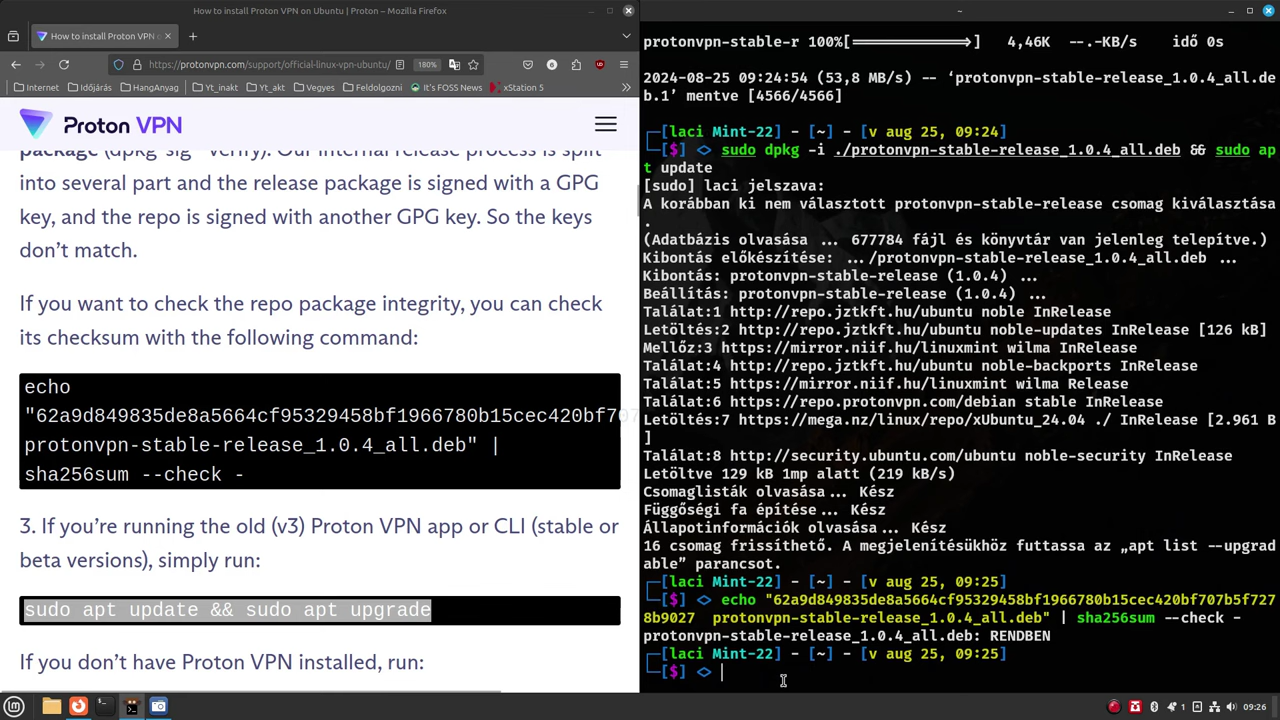 How to install Proton VPN on Ubuntu | Proton — Mozilla Firefox
How to install Proton VPN o
https://protonvpn.com/support/official-linux-vpn-ubuntu/
180%
Internet
Időjárás
HangAnyag
Yt_inakt
Yt_akt
Vegyes
Feldolgozni
It's FOSS News
xStation 5
Proton VPN
package (dpkg-sig --verify). Our internal release process is split
into several part and the release package is signed with a GPG
key, and the repo is signed with another GPG key. So the keys
don't match.
If you want to check the repo package integrity, you can check
its checksum with the following command:
echo
"62a9d849835de8a5664cf95329458bf1966780b15cec420bf707
protonvpn-stable-release_1.0.4_all.deb" |
sha256sum --check -
3. If you're running the old (v3) Proton VPN app or CLI (stable or
beta versions), simply run:
sudo apt update && sudo apt upgrade
If you don't have Proton VPN installed, run:
~
protonvpn-stable-r 100%[===================>] 4,46K --.-KB/s idő 0s
2024-08-25 09:24:54 (53,8 MB/s) -- ‘protonvpn-stable-release_1.0.4_all.de
b.1’ mentve [4566/4566]
┌─[laci Mint-22] - [~] - [v aug 25, 09:24]
└─[$] <> sudo dpkg -i ./protonvpn-stable-release_1.0.4_all.deb && sudo ap
t update
[sudo] laci jelszava:
A korábban ki nem választott protonvpn-stable-release csomag kiválasztása
.
(Adatbázis olvasása ... 677784 fájl és könyvtár van jelenleg telepítve.)
Kibontás előkészítése: .../protonvpn-stable-release_1.0.4_all.deb ...
Kibontás: protonvpn-stable-release (1.0.4) ...
Beállítás: protonvpn-stable-release (1.0.4) ...
Találat:1 http://repo.jztkft.hu/ubuntu noble InRelease
Letöltés:2 http://repo.jztkft.hu/ubuntu noble-updates InRelease [126 kB]
Mellőz:3 https://mirror.niif.hu/linuxmint wilma InRelease
Találat:4 http://repo.jztkft.hu/ubuntu noble-backports InRelease
Találat:5 https://mirror.niif.hu/linuxmint wilma Release
Találat:6 https://repo.protonvpn.com/debian stable InRelease
Letöltés:7 https://mega.nz/linux/repo/xUbuntu_24.04 ./ InRelease [2.961 B
]
Találat:8 http://security.ubuntu.com/ubuntu noble-security InRelease
Letöltve 129 kB 1mp alatt (219 kB/s)
Csomaglisták olvasása... Kész
Függőségi fa építése... Kész
Állapotinformációk olvasása... Kész
16 csomag frissíthető. A megjelenítésükhöz futtassa az „apt list --upgrad
able” parancsot.
┌─[laci Mint-22] - [~] - [v aug 25, 09:25]
└─[$] <> echo "62a9d849835de8a5664cf95329458bf1966780b15cec420bf707b5f727
8b9027  protonvpn-stable-release_1.0.4_all.deb" | sha256sum --check -
protonvpn-stable-release_1.0.4_all.deb: RENDBEN
┌─[laci Mint-22] - [~] - [v aug 25, 09:25]
└─[$] <>
1
09:26